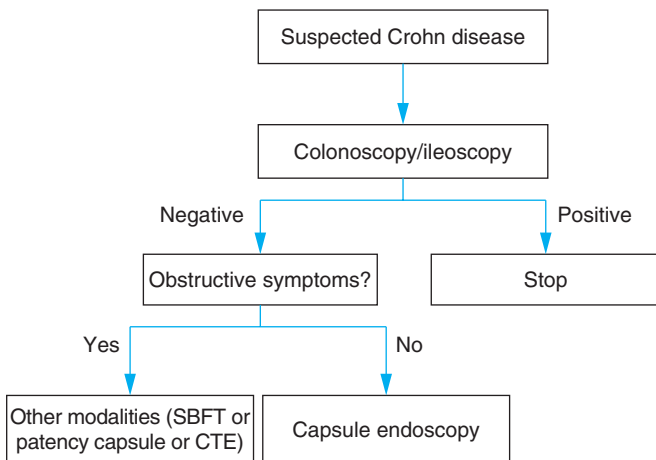 Suspected Crohn disease
Colonoscopy/ileoscopy
Negative
Positive
Obstructive symptoms?
Stop
Yes
No
Other modalities (SBFT or
patency capsule or CTE)
Capsule endoscopy